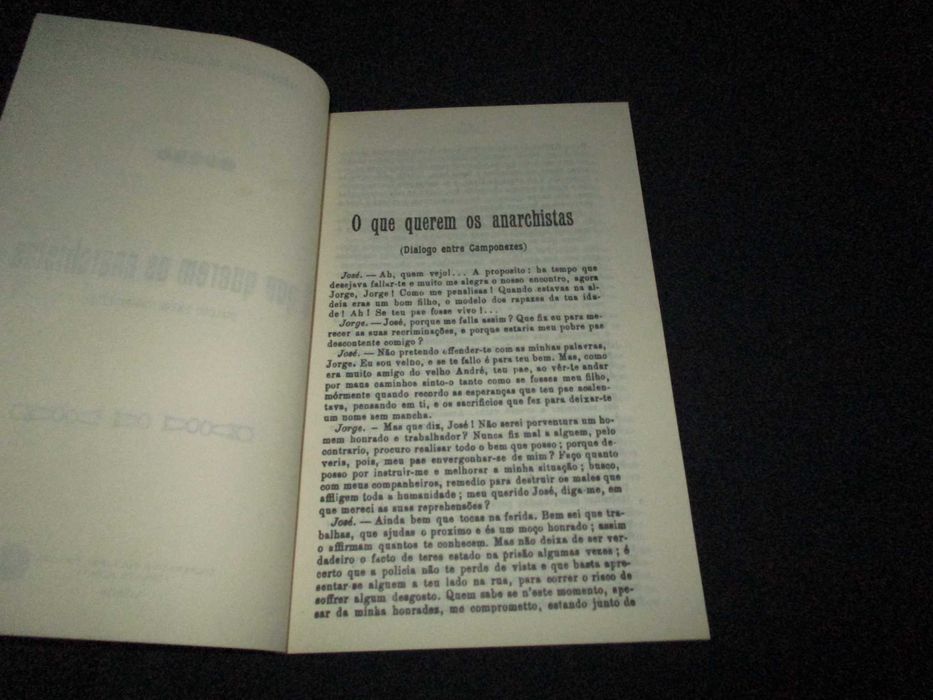 O que querem os anarchistas
(Dialogo entre Camponezes)
José. — Ah, quem vejo!... A proposito: ha tempo que
desejava fallar-te e muito me alegra o nosso encontro, agora
Jorge, Jorge! Como me penalisas! Quando estavas na al-
deia eras um bom filho, o modelo dos rapazes da tua ida-
de! Ah! Se teu pae fosse vivo!...
Jorge. — José, porque me falla assim? Que fiz eu para me-
recer as suas recriminações, e porque estaria meu pobre pae
descontente comigo?
José. — Não pretendo offender-te com as minhas palavras,
Jorge. Eu sou velho, e se te fallo é para teu bem. Mas, como
era muito amigo do velho André, teu pae, ao vêr-te andar
por maus caminhos sinto-o tanto como se fosses meu filho,
mórmente quando recordo as esperanças que teu pae acalen-
tava, pensando em ti, e os sacrificios que fez para deixar-te
um nome sem mancha.
Jorge. — Mas que diz, José! Não serei porventura um ho-
mem honrado e trabalhador? Nunca fiz mal a alguem, pelo
contrario, procuro realisar todo o bem que posso; porque de-
veria, pois, meu pae envergonhar-se de mim? Faço quanto
posso por instruir-me e melhorar a minha situação; busco,
com meus companheiros, remedio para destruir os males que
affligem toda a humanidade; meu querido José, diga-me, em
que mereci as suas reprehensões?
José. — Ainda bem que tocas na ferida. Bem sei que tra-
balhas, que ajudas o proximo e és um moço honrado; assim
o affirmam quantos te conhecem. Mas não deixa de ser ver-
dadeiro o facto de teres estado na prisão algumas vezes; é
certo que a policia não te perde de vista e que basta apre-
sentar-se alguem a teu lado na rua, para correr o risco de
soffrer algum desgosto. Quem sabe se n'este momento, ape-
sar da minha honradez, me comprometto, estando junto de